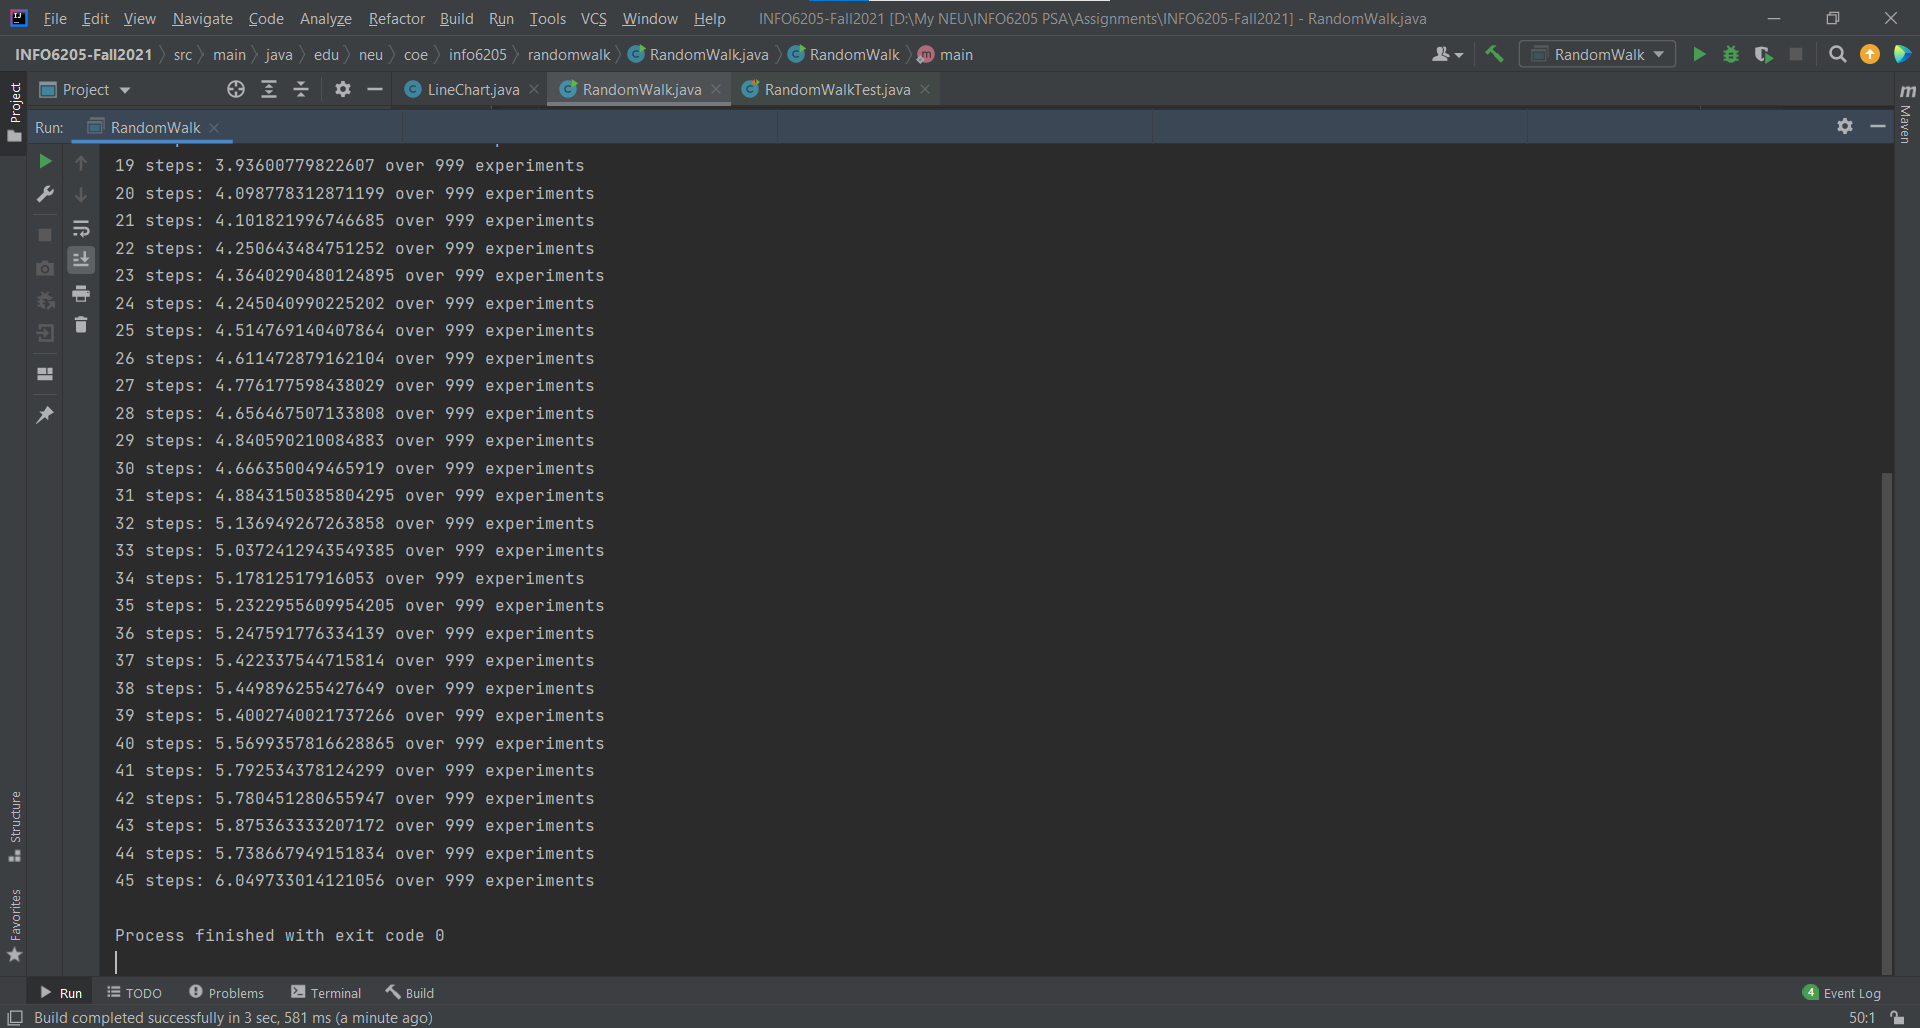 File Edit View Navigate Code Analyze Refactor Build Run Tools VCS Window Help INFO6205-Fall2021 [D:\My NEU\INFO6205 PSA\Assignments\INFO6205-Fall2021] - RandomWalk.java
INFO6205-Fall2021 src main java edu neu coe info6205 randomwalk RandomWalk.java RandomWalk main RandomWalk
Project LineChart.java RandomWalk.java RandomWalkTest.java
Project
Maven
Run: RandomWalk
19 steps: 3.93600779822607 over 999 experiments
20 steps: 4.098778312871199 over 999 experiments
21 steps: 4.101821996746685 over 999 experiments
22 steps: 4.250643484751252 over 999 experiments
23 steps: 4.3640290480124895 over 999 experiments
24 steps: 4.245040990225202 over 999 experiments
25 steps: 4.514769140407864 over 999 experiments
26 steps: 4.611472879162104 over 999 experiments
27 steps: 4.776177598438029 over 999 experiments
28 steps: 4.656467507133808 over 999 experiments
29 steps: 4.840590210084883 over 999 experiments
30 steps: 4.666350049465919 over 999 experiments
31 steps: 4.8843150385804295 over 999 experiments
32 steps: 5.136949267263858 over 999 experiments
33 steps: 5.0372412943549385 over 999 experiments
34 steps: 5.17812517916053 over 999 experiments
35 steps: 5.2322955609954205 over 999 experiments
36 steps: 5.247591776334139 over 999 experiments
37 steps: 5.422337544715814 over 999 experiments
38 steps: 5.449896255427649 over 999 experiments
39 steps: 5.4002740021737266 over 999 experiments
40 steps: 5.5699357816628865 over 999 experiments
41 steps: 5.792534378124299 over 999 experiments
42 steps: 5.780451280655947 over 999 experiments
43 steps: 5.875363333207172 over 999 experiments
44 steps: 5.738667949151834 over 999 experiments
45 steps: 6.049733014121056 over 999 experiments
Process finished with exit code 0
Structure
Favorites
Run TODO Problems Terminal Build 4 Event Log
Build completed successfully in 3 sec, 581 ms (a minute ago) 50:1